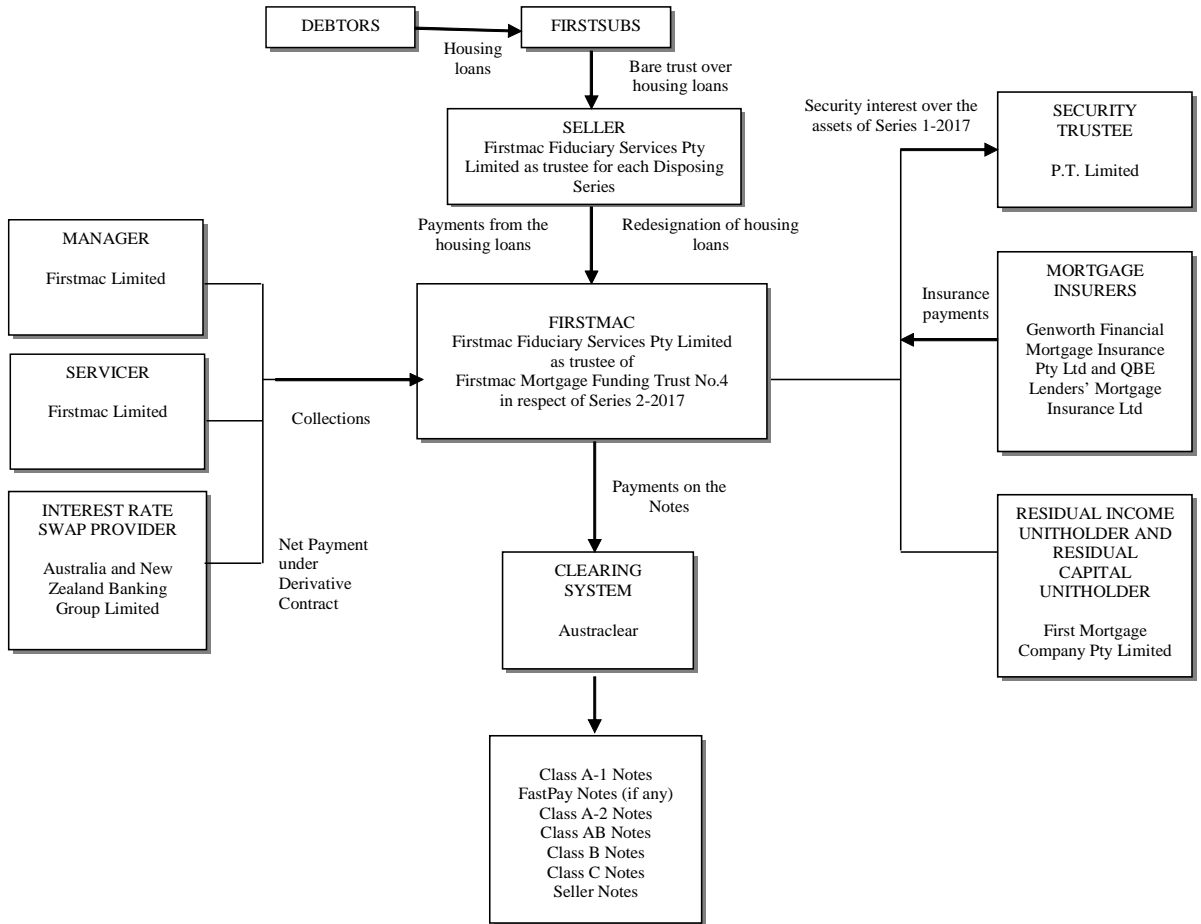 DEBTORS
FIRSTSUBS
Housing
loans
Bare trust over
housing loans
SELLER
Firstmac Fiduciary Services Pty
Limited as trustee for each Disposing
Series
Security interest over the
assets of Series 1-2017
SECURITY
TRUSTEE
P.T. Limited
Payments from the
housing loans
Redesignation of housing
loans
MANAGER
Firstmac Limited
SERVICER
Firstmac Limited
INTEREST RATE
SWAP PROVIDER
Australia and New
Zealand Banking
Group Limited
Collections
Net Payment
under
Derivative
Contract
FIRSTMAC
Firstmac Fiduciary Services Pty Limited
as trustee of
Firstmac Mortgage Funding Trust No.4
in respect of Series 2-2017
Insurance
payments
MORTGAGE
INSURERS
Genworth Financial
Mortgage Insurance
Pty Ltd and QBE
Lenders’ Mortgage
Insurance Ltd
RESIDUAL INCOME
UNITHOLDER AND
RESIDUAL
CAPITAL
UNITHOLDER
First Mortgage
Company Pty Limited
Payments on the
Notes
CLEARING
SYSTEM
Austraclear
Class A-1 Notes
FastPay Notes (if any)
Class A-2 Notes
Class AB Notes
Class B Notes
Class C Notes
Seller Notes